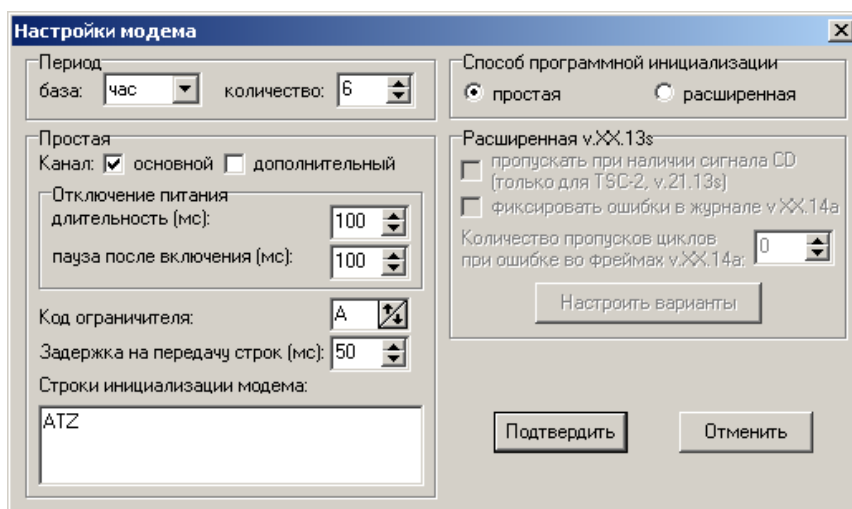 Настройки модема
Период
база: час количество: 6
Способ программной инициализации
простая расширенная
Простая
Канал: основной дополнительный
Отключение питания
длительность (мс): 100
пауза после включения (мс): 100
Код ограничителя: A
Задержка на передачу строк (мс): 50
Строки инициализации модема:
ATZ
Расширенная v.XX.13s
пропускать при наличии сигнала CD
(только для TSC-2, v.21.13s)
фиксировать ошибки в журнале v.XX.14a
Количество пропусков циклов
при ошибке во фреймах v.XX.14a: 0
Настроить варианты
Подтвердить Отменить